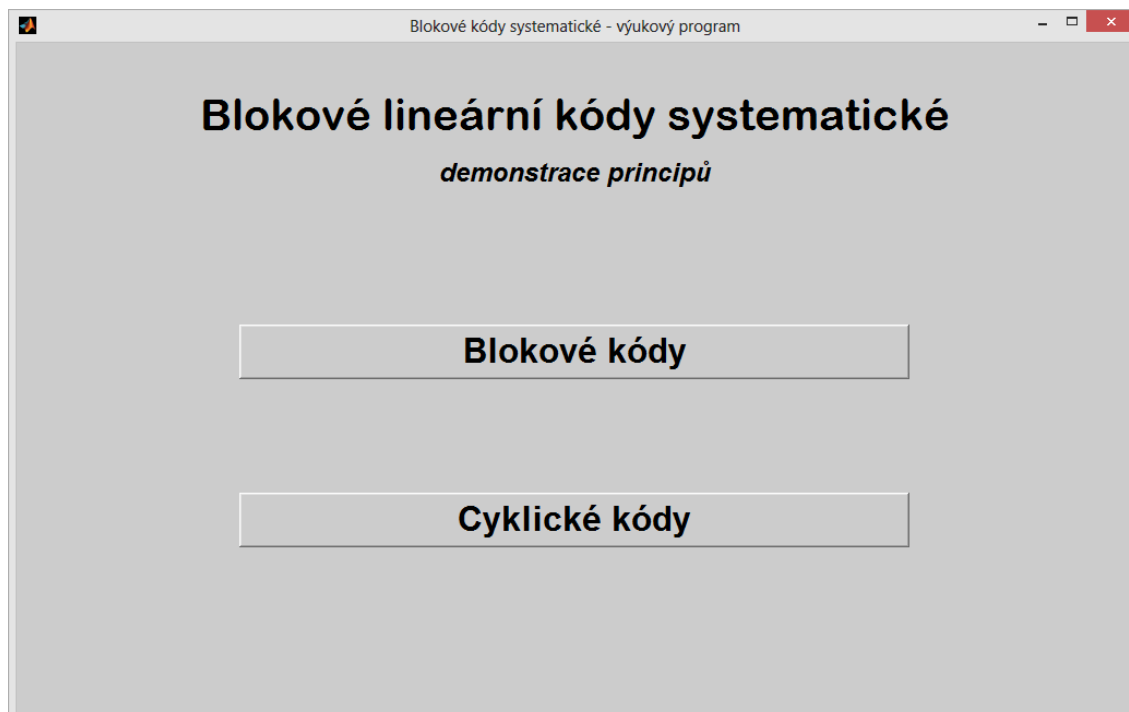 Blokové kódy systematické - výukový program
Blokové lineární kódy systematické
demonstrace principů
Blokové kódy
Cyklické kódy